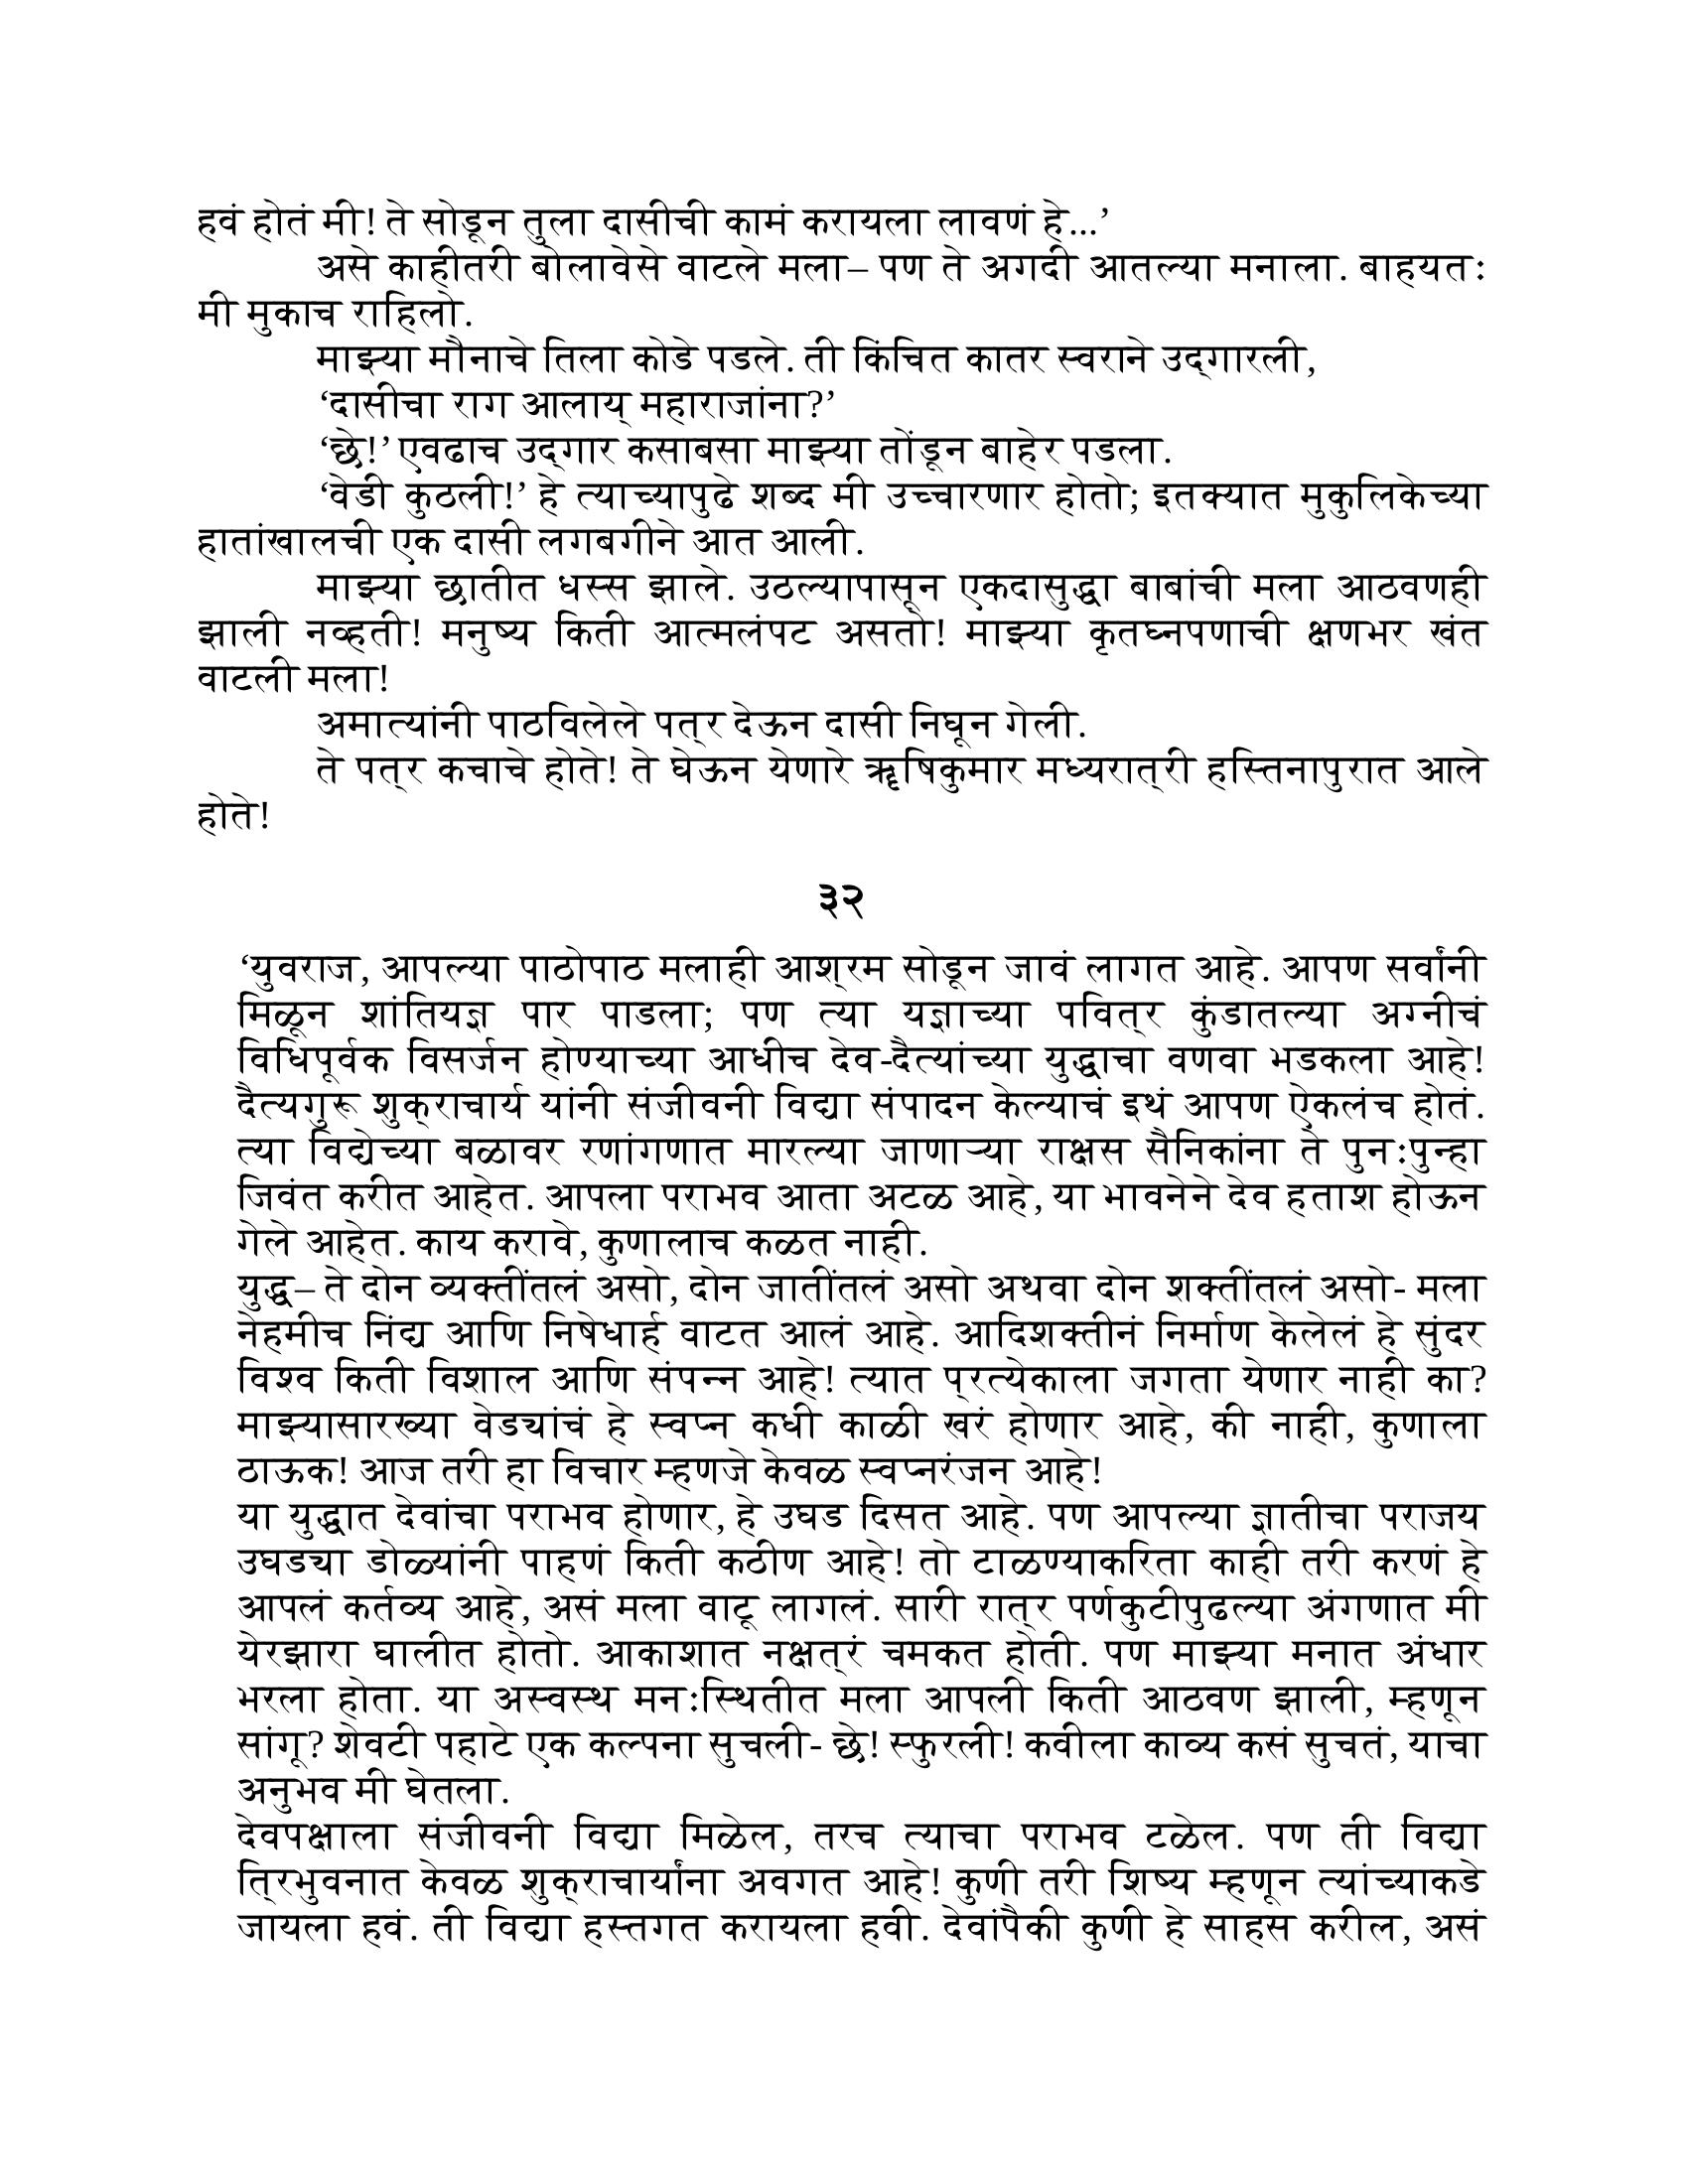 हवं होतं मी! ते सोडून तुला दासीची कामं करायला लावणं हे...’
असे काहीतरी बोलावेसे वाटले मला– पण ते अगदी आतल्या मनाला. बाहयतः
मी मुकाच राहिलो.
माझ्या मौनाचे तिला कोडे पडले. ती किंचित कातर स्वराने उद्‌गारली,
‘दासीचा राग आलाय् महाराजांना?’
‘छे!’ एवढाच उद्‌गार कसाबसा माझ्या तोंडून बाहेर पडला.
‘वेडी कुठली!’ हे त्याच्यापुढे शब्द मी उच्चारणार होतो; इतक्यात मुकुलिकेच्या
हातांखालची एक दासी लगबगीने आत आली.
माझ्या छातीत धस्स झाले. उठल्यापासून एकदासुद्धा बाबांची मला आठवणही
झाली नव्हती! मनुष्य किती आत्मलंपट असतो! माझ्या कृतघ्नपणाची क्षणभर खंत
वाटली मला!
अमात्यांनी पाठविलेले पत्‌र देऊन दासी निघून गेली.
ते पत्‌र कचाचे होते! ते घेऊन येणारे ॠषिकुमार मध्यरात्‌री हस्तिनापुरात आले
होते!
३२
‘युवराज, आपल्या पाठोपाठ मलाही आश्‌रम सोडून जावं लागत आहे. आपण सर्वांनी
मिळून शांतियज्ञ पार पाडला; पण त्या यज्ञाच्या पवित्‌र कुंडातल्या अग्नीचं
विधिपूर्वक विसर्जन होण्याच्या आधीच देव-दैत्यांच्या युद्धाचा वणवा भडकला आहे!
दैत्यगुरू शुक्‌राचार्य यांनी संजीवनी विद्या संपादन केल्याचं इथं आपण ऐकलंच होतं.
त्या विद्येच्या बळावर रणांगणात मारल्या जाणाऱ्या राक्षस सैनिकांना ते पुनःपुन्हा
जिवंत करीत आहेत. आपला पराभव आता अटळ आहे, या भावनेने देव हताश होऊन
गेले आहेत. काय करावे, कुणालाच कळत नाही.
युद्ध– ते दोन व्यक्तींतलं असो, दोन जातींतलं असो अथवा दोन शक्तींतलं असो- मला
नेहमीच निंद्य आणि निषेधार्ह वाटत आलं आहे. आदिशक्तीनं निर्माण केलेलं हे सुंदर
विश्व किती विशाल आणि संपन्न आहे! त्यात प्‌रत्येकाला जगता येणार नाही का?
माझ्यासारख्या वेड्यांचं हे स्वप्न कधी काळी खरं होणार आहे, की नाही, कुणाला
ठाऊक! आज तरी हा विचार म्हणजे केवळ स्वप्नरंजन आहे!
या युद्धात देवांचा पराभव होणार, हे उघड दिसत आहे. पण आपल्या ज्ञातीचा पराजय
उघड्या डोळ्यांनी पाहणं किती कठीण आहे! तो टाळण्याकरिता काही तरी करणं हे
आपलं कर्तव्य आहे, असं मला वाटू लागलं. सारी रात्‌र पर्णकुटीपुढल्या अंगणात मी
येरझारा घालीत होतो. आकाशात नक्षत्‌रं चमकत होती. पण माझ्या मनात अंधार
भरला होता. या अस्वस्थ मनःस्थितीत मला आपली किती आठवण झाली, म्हणून
सांगू? शेवटी पहाटे एक कल्पना सुचली- छे! स्फुरली! कवीला काव्य कसं सुचतं, याचा
अनुभव मी घेतला.
देवपक्षाला संजीवनी विद्या मिळेल, तरच त्याचा पराभव टळेल. पण ती विद्या
त्‌रिभुवनात केवळ शुक्‌राचार्यांना अवगत आहे! कुणी तरी शिष्य म्हणून त्यांच्याकडे
जायला हवं. ती विद्या हस्तगत करायला हवी. देवांपैकी कुणी हे साहस करील, असं